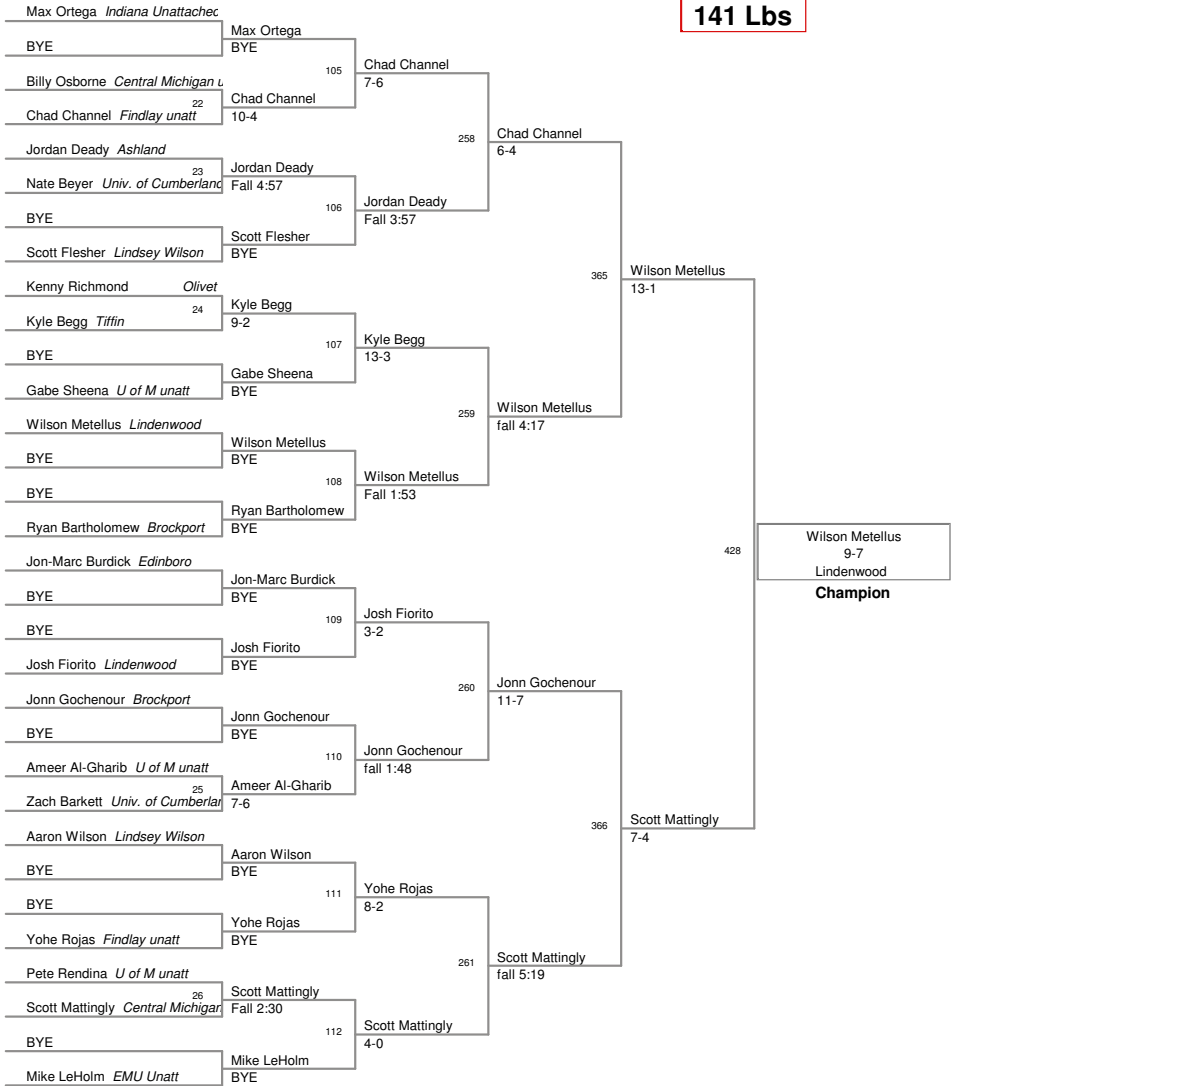 141 Lbs
Max Ortega Indiana Unattached
BYE
Billy Osborne Central Michigan u
22
Chad Channel Findlay unatt
Jordan Deady Ashland
23
Nate Beyer Univ. of Cumberland
BYE
Scott Flesher Lindsey Wilson
Kenny Richmond Olivet
24
Kyle Begg Tiffin
BYE
Gabe Sheena U of M unatt
Wilson Metellus Lindenwood
BYE
BYE
Ryan Bartholomew Brockport
Jon-Marc Burdick Edinboro
BYE
BYE
Josh Fiorito Lindenwood
Jonn Gochenour Brockport
BYE
Ameer Al-Gharib U of M unatt
25
Zach Barkett Univ. of Cumberlan
Aaron Wilson Lindsey Wilson
BYE
BYE
Yohe Rojas Findlay unatt
Pete Rendina U of M unatt
26
Scott Mattingly Central Michigan
BYE
Mike LeHolm EMU Unatt
Max Ortega
BYE
105
Chad Channel
10-4
Jordan Deady
Fall 4:57
106
Scott Flesher
BYE
Kyle Begg
9-2
107
Gabe Sheena
BYE
Wilson Metellus
BYE
108
Ryan Bartholomew
BYE
Jon-Marc Burdick
BYE
109
Josh Fiorito
BYE
Jonn Gochenour
BYE
110
Ameer Al-Gharib
7-6
Aaron Wilson
BYE
111
Yohe Rojas
BYE
Scott Mattingly
Fall 2:30
112
Mike LeHolm
BYE
Chad Channel
7-6
258
Jordan Deady
Fall 3:57
Kyle Begg
13-3
259
Wilson Metellus
Fall 1:53
Josh Fiorito
3-2
260
Jonn Gochenour
fall 1:48
Yohe Rojas
8-2
261
Scott Mattingly
4-0
Chad Channel
6-4
365
Wilson Metellus
fall 4:17
Jonn Gochenour
11-7
366
Scott Mattingly
fall 5:19
Wilson Metellus
13-1
428
Scott Mattingly
7-4
Wilson Metellus
9-7
Lindenwood
Champion